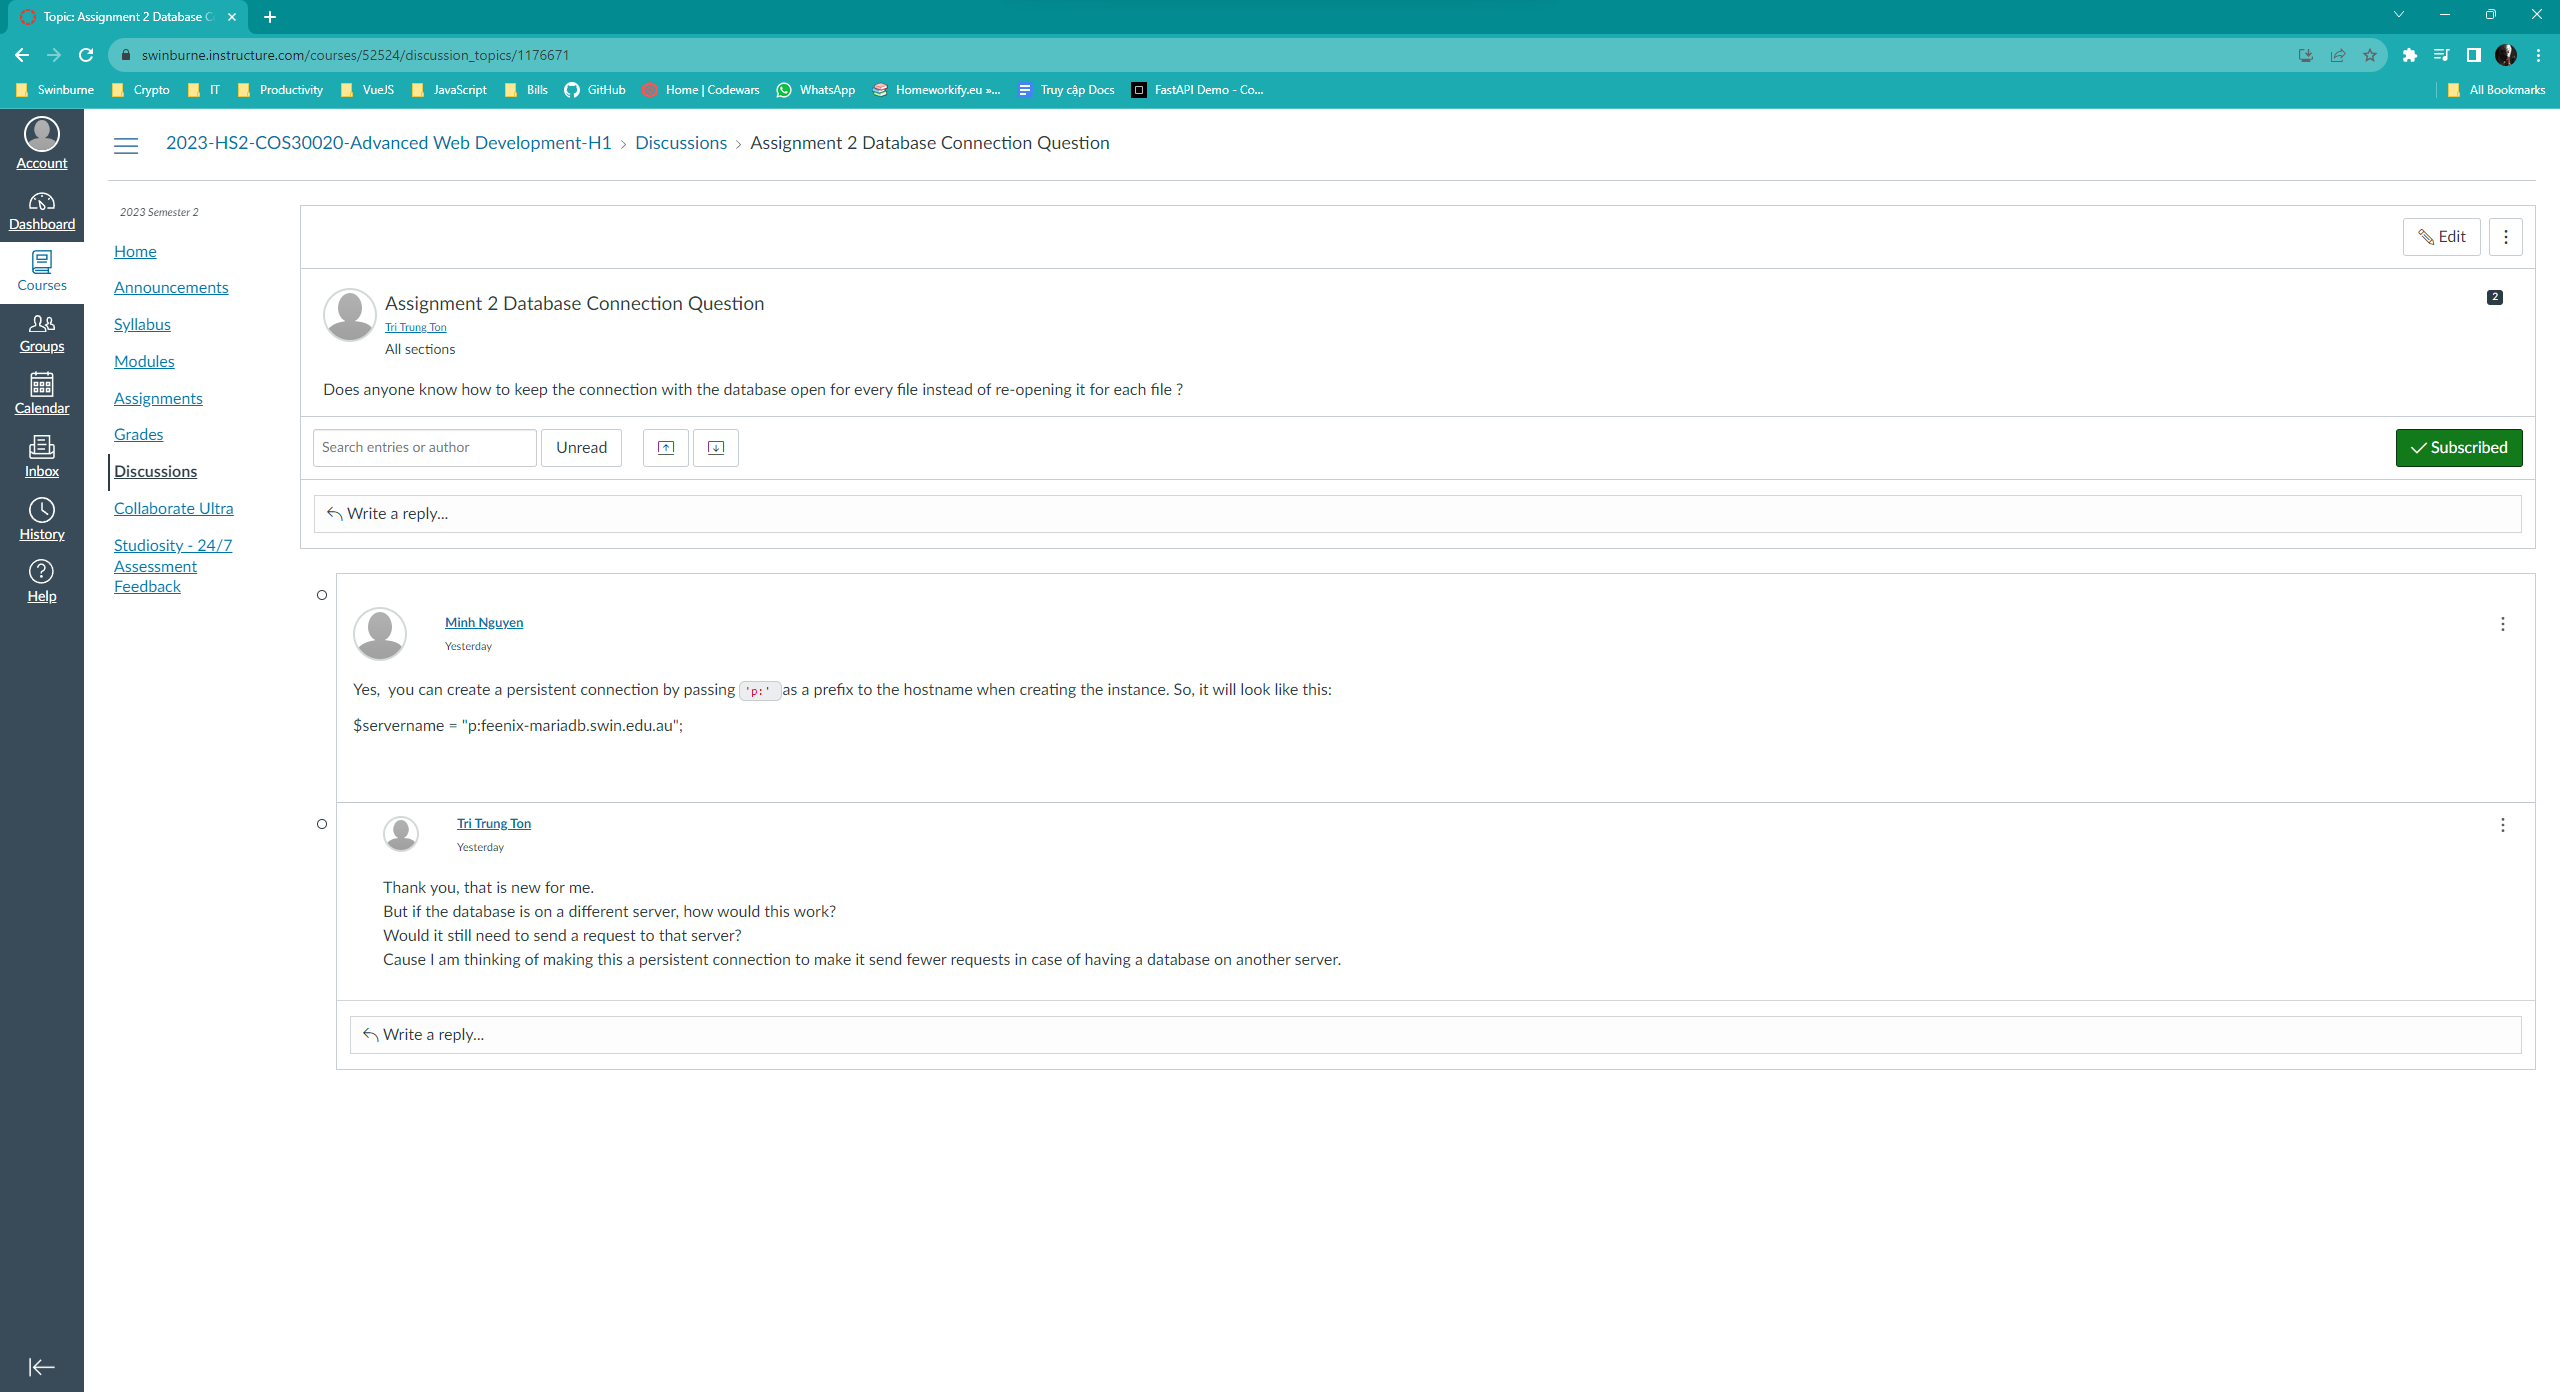 Topic: Assignment 2 Database C
swinburne.instructure.com/courses/52524/discussion_topics/1176671
Swinburne Crypto IT Productivity VueJS JavaScript Bills GitHub Home | Codewars WhatsApp Homeworkify.eu »... Truy cập Docs FastAPI Demo - Co... All Bookmarks
Account
Dashboard
Courses
Groups
Calendar
Inbox
History
Help
2023-HS2-COS30020-Advanced Web Development-H1 > Discussions > Assignment 2 Database Connection Question
2023 Semester 2
Home
Announcements
Syllabus
Modules
Assignments
Grades
Discussions
Collaborate Ultra
Studiosity - 24/7
Assessment
Feedback
Edit
Assignment 2 Database Connection Question
2
Tri Trung Ton
All sections
Does anyone know how to keep the connection with the database open for every file instead of re-opening it for each file ?
Search entries or author Unread Subscribed
Write a reply...
Minh Nguyen
Yesterday
Yes, you can create a persistent connection by passing 'p:' as a prefix to the hostname when creating the instance. So, it will look like this:
$servername = "p:feenix-mariadb.swin.edu.au";
Tri Trung Ton
Yesterday
Thank you, that is new for me.
But if the database is on a different server, how would this work?
Would it still need to send a request to that server?
Cause I am thinking of making this a persistent connection to make it send fewer requests in case of having a database on another server.
Write a reply...